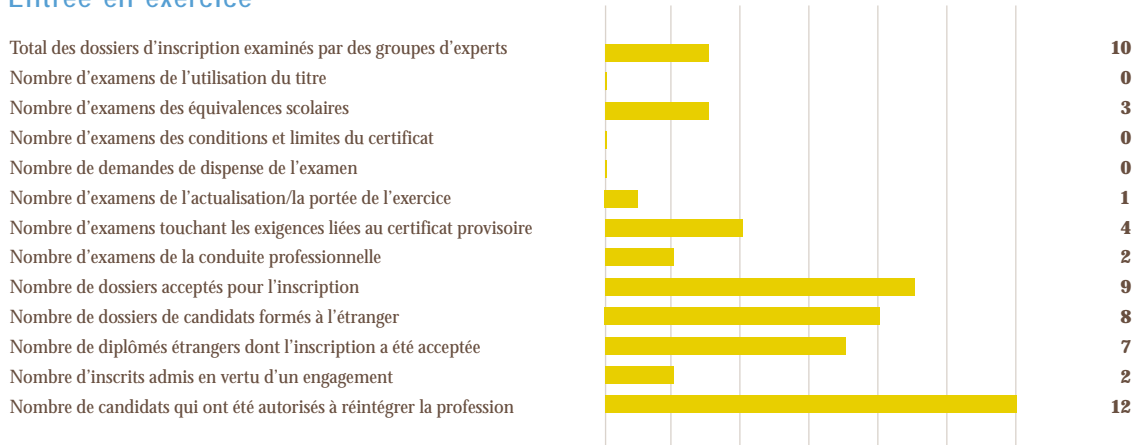 Entrée en exercice
Total des dossiers d'inscription examinés par des groupes d'experts 10
Nombre d'examens de l'utilisation du titre 0
Nombre d'examens des équivalences scolaires 3
Nombre d'examens des conditions et limites du certificat 0
Nombre de demandes de dispense de l'examen 0
Nombre d'examens de l'actualisation/la portée de l'exercice 1
Nombre d'examens touchant les exigences liées au certificat provisoire 4
Nombre d'examens de la conduite professionnelle 2
Nombre de dossiers acceptés pour l'inscription 9
Nombre de dossiers de candidats formés à l'étranger 8
Nombre de diplômés étrangers dont l'inscription a été acceptée 7
Nombre d'inscrits admis en vertu d'un engagement 2
Nombre de candidats qui ont été autorisés à réintégrer la profession 12